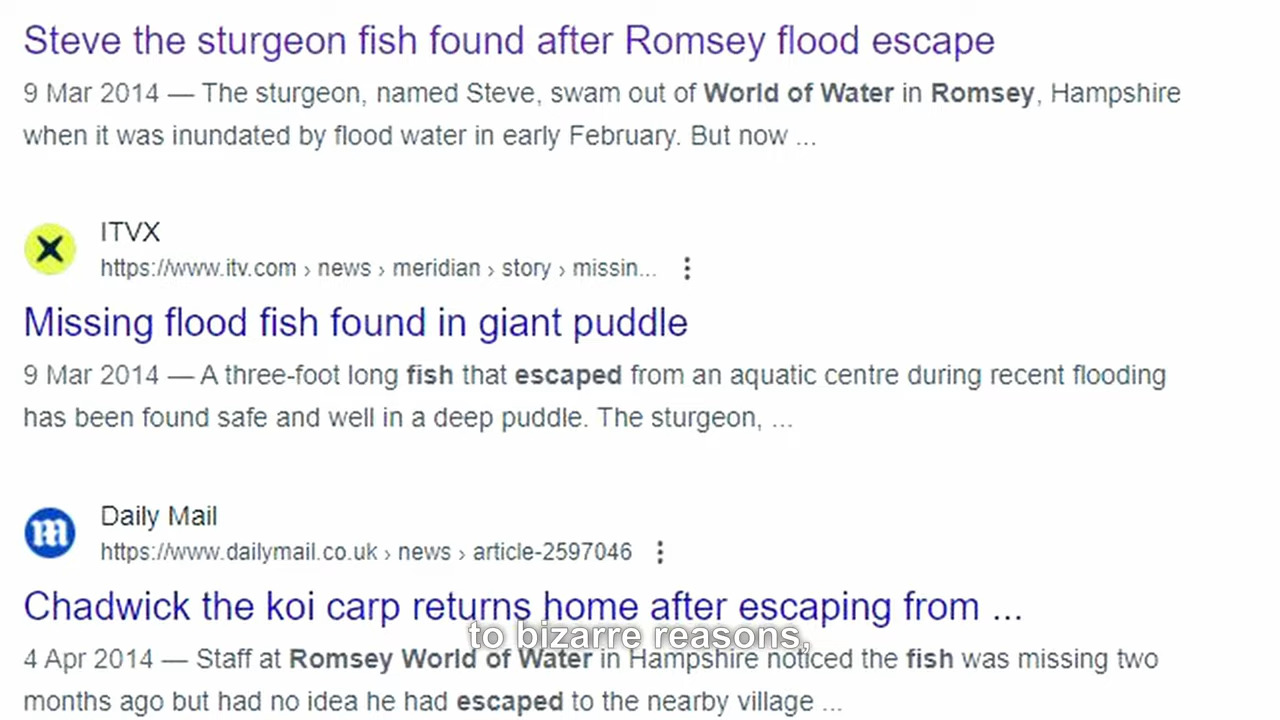 Steve the sturgeon fish found after Romsey flood escape
9 Mar 2014 — The sturgeon, named Steve, swam out of World of Water in Romsey, Hampshire
when it was inundated by flood water in early February. But now ...
ITVX
https://www.itv.com › news › meridian › story › missin...
Missing flood fish found in giant puddle
9 Mar 2014 — A three-foot long fish that escaped from an aquatic centre during recent flooding
has been found safe and well in a deep puddle. The sturgeon, ...
Daily Mail
https://www.dailymail.co.uk › news › article-2597046
Chadwick the koi carp returns home after escaping from ...
to bizarre reasons,
4 Apr 2014 — Staff at Romsey World of Water in Hampshire noticed the fish was missing two
months ago but had no idea he had escaped to the nearby village ...